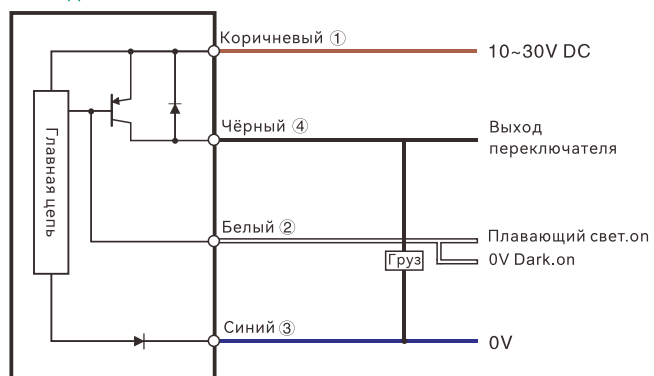 Коричневый ①
10~30V DC
Чёрный ④
Выход
переключателя
Главная цепь
Белый ②
Плавающий свет.on
0V Dark.on
Груз
Синий ③
0V